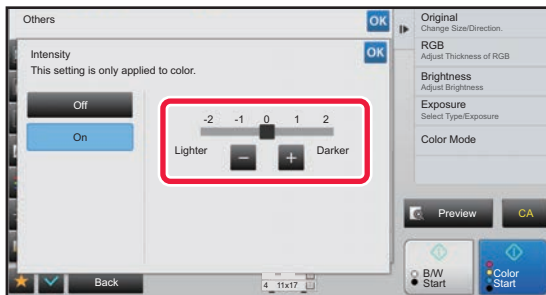 Others
OK
Intensity
OK
This setting is only applied to color.
Off
On
-2 -1 0 1 2
Lighter
−
+
Darker
Back
4 11x17
Original
Change Size/Direction.
RGB
Adjust Thickness of RGB
Brightness
Adjust Brightness
Exposure
Select Type/Exposure
Color Mode
Preview
CA
B/W
Start
Color
Start